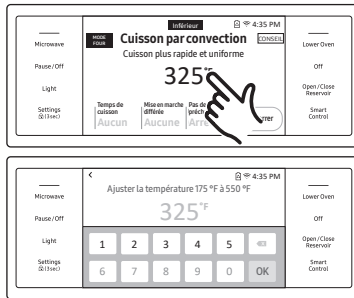 Inférieur
4:35 PM
MODE
FOUR
Cuisson par convection
CONSEIL
Cuisson plus rapide et uniforme
325°F
Temps de
cuisson
Aucun
Mise en marche
différée
Aucune
Pas de
préch
Arrê
rrer
Microwave
Pause/Off
Light
Settings
(3 sec)
Lower Oven
Off
Open/Close
Reservoir
Smart
Control
4:35 PM
Ajuster la température 175 °F à 550 °F
325°F
1 2 3 4 5
6 7 8 9 0 OK
Microwave
Pause/Off
Light
Settings
(3 sec)
Lower Oven
Off
Open/Close
Reservoir
Smart
Control